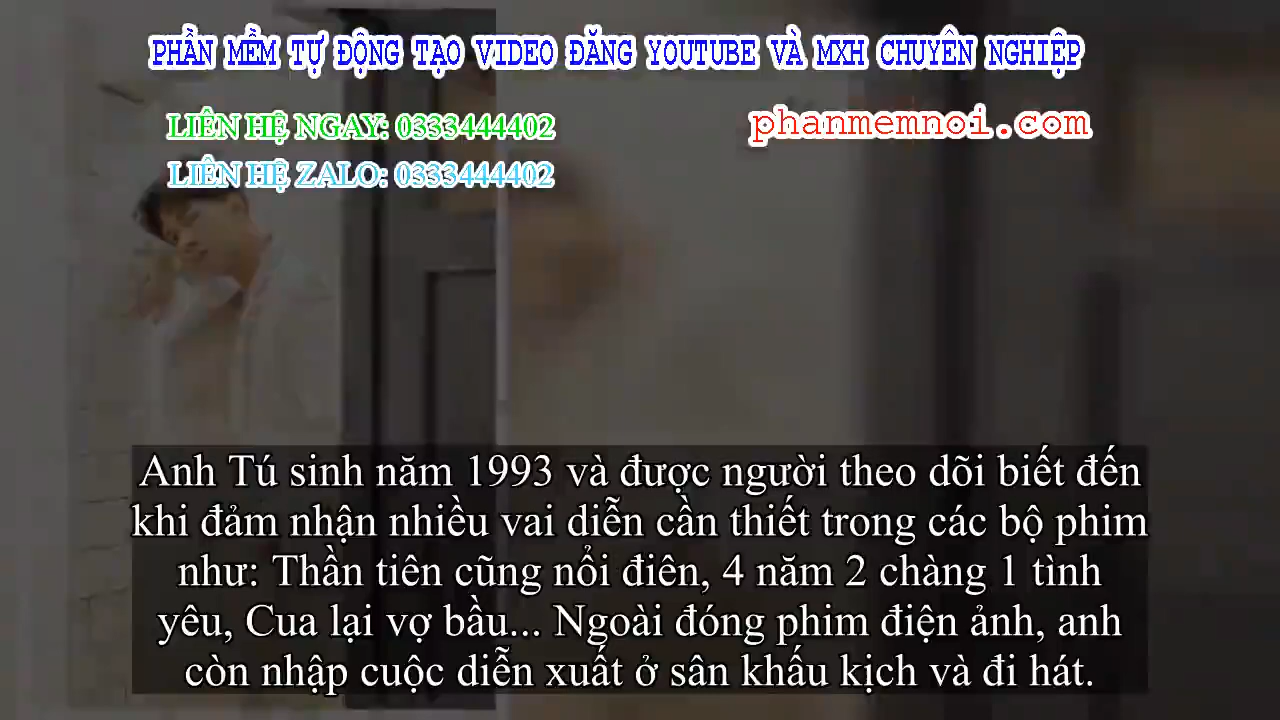 PHẦN MỀM TỰ ĐỘNG TẠO VIDEO ĐĂNG YOUTUBE VÀ MXH CHUYÊN NGHIỆP
LIÊN HỆ NGAY: 0333444402
phanmemnoi.com
LIÊN HỆ ZALO: 0333444402
Anh Tú sinh năm 1993 và được người theo dõi biết đến
khi đảm nhận nhiều vai diễn cần thiết trong các bộ phim
như: Thần tiên cũng nổi điên, 4 năm 2 chàng 1 tình
yêu, Cua lại vợ bầu... Ngoài đóng phim điện ảnh, anh
còn nhập cuộc diễn xuất ở sân khấu kịch và đi hát.